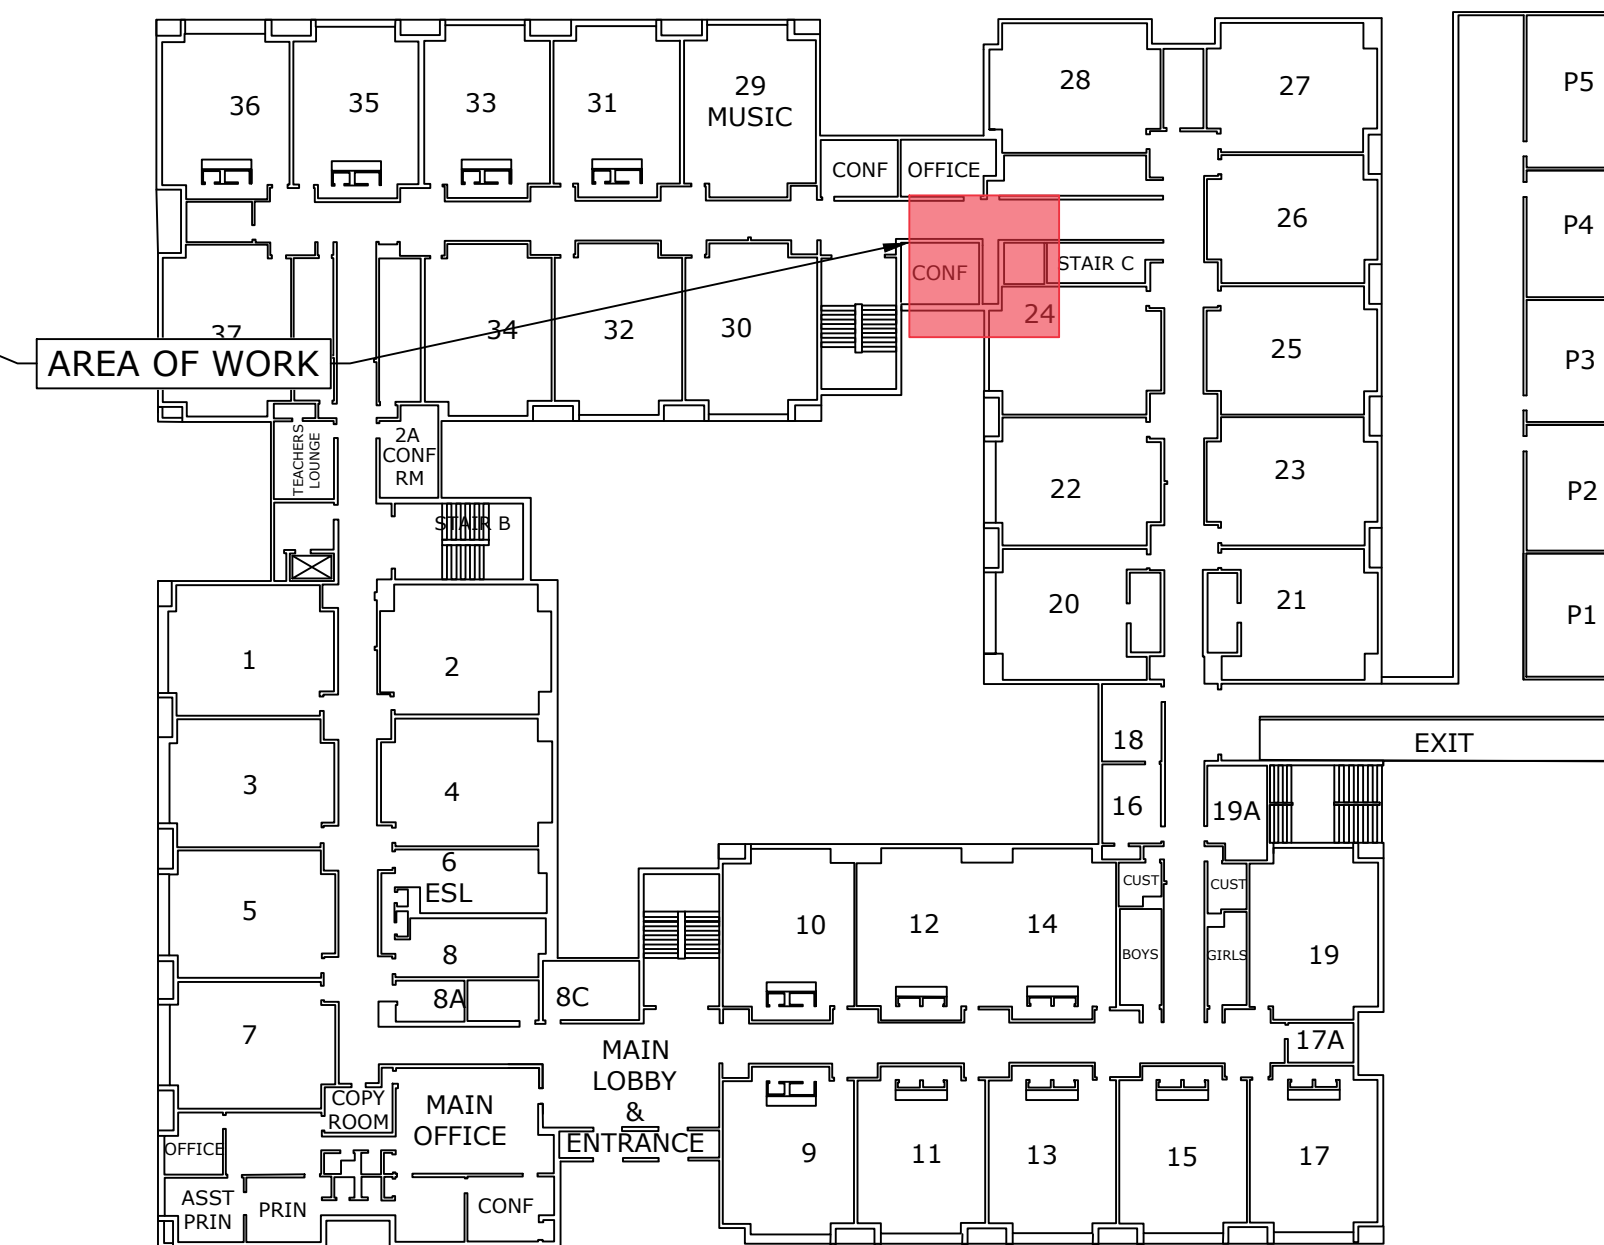 36
35
33
31
29
MUSIC
CONF
OFFICE
28
27
P5
26
P4
CONF
STAIR C
24
37
34
32
30
AREA OF WORK
25
P3
TEACHERS
LOUNGE
2A
CONF
RM
22
23
P2
STAIR B
20
21
P1
1
2
18
EXIT
3
4
16
19A
6
ESL
CUST
CUST
5
10
12
14
8
BOYS
GIRLS
19
8A
8C
7
MAIN
LOBBY
&
ENTRANCE
17A
COPY
ROOM
MAIN
OFFICE
OFFICE
9
11
13
15
17
ASST
PRIN
PRIN
CONF